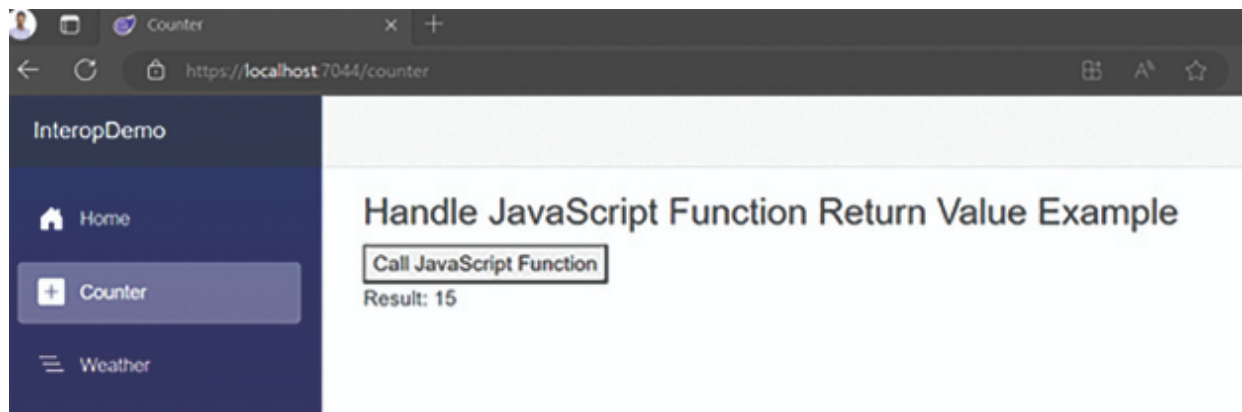 Counter
https://localhost:7044/counter
InteropDemo
Home
Counter
Weather
Handle JavaScript Function Return Value Example
Call JavaScript Function
Result: 15